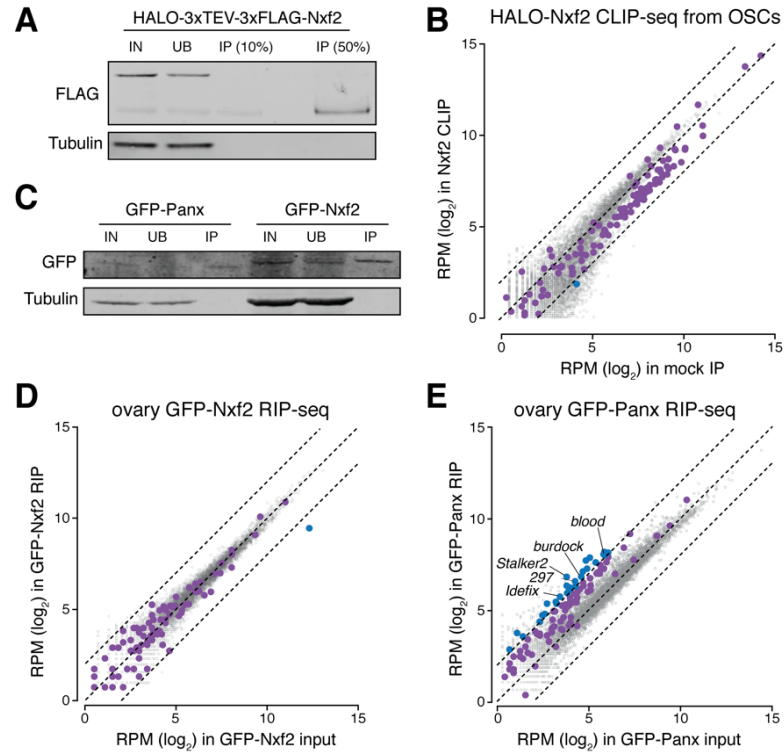 A
HALO-3xTEV-3xFLAG-Nxf2
IN UB IP (10%) IP (50%)
FLAG
Tubulin
B
HALO-Nxf2 CLIP-seq from OSCs
RPM (log2) in Nxf2 CLIP
15
10
5
0
0 5 10 15
RPM (log2) in mock IP
C
GFP-Panx GFP-Nxf2
IN UB IP IN UB IP
GFP
Tubulin
D
ovary GFP-Nxf2 RIP-seq
RPM (log2) in GFP-Nxf2 RIP
15
10
5
0
0 5 10 15
RPM (log2) in GFP-Nxf2 input
E
ovary GFP-Panx RIP-seq
RPM (log2) in GFP-Panx RIP
15
10
5
0
blood
burdock
Stalker2
297
Idefix
0 5 10 15
RPM (log2) in GFP-Panx input